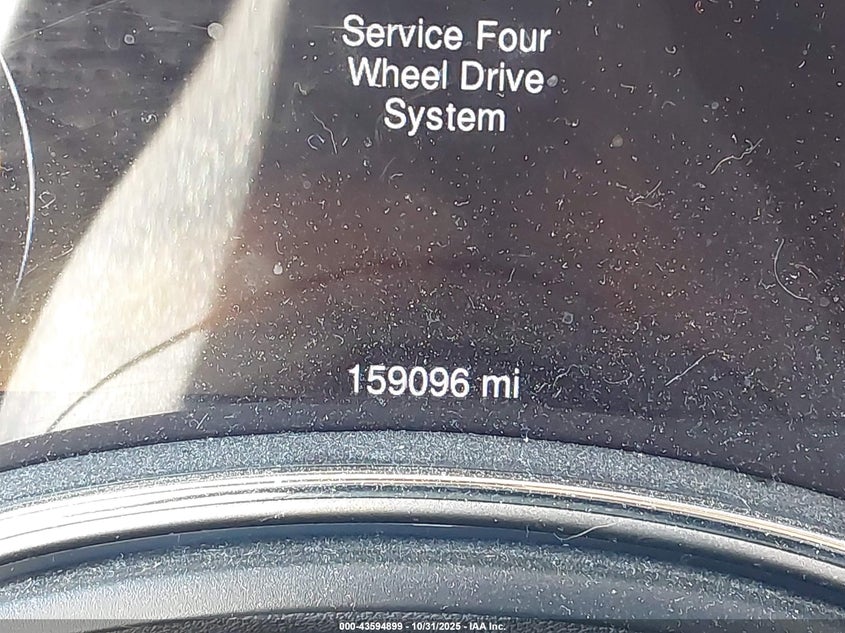 Service Four
Wheel Drive
System
159096 mi
000-43594899 - 10/31/2025 - IAA Inc.